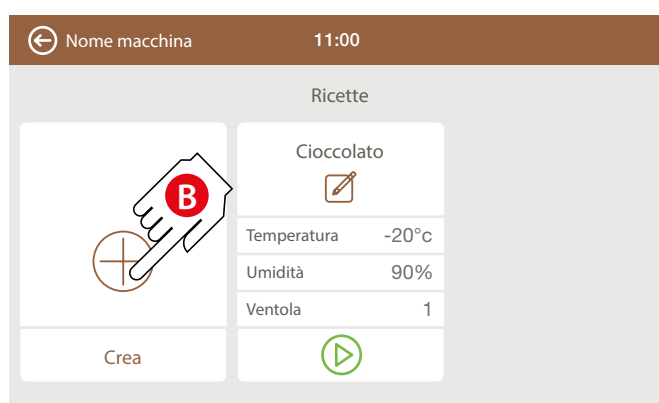 Nome macchina
11:00
Ricette
B
Crea
Cioccolato
Temperatura -20°c
Umidità 90%
Ventola 1